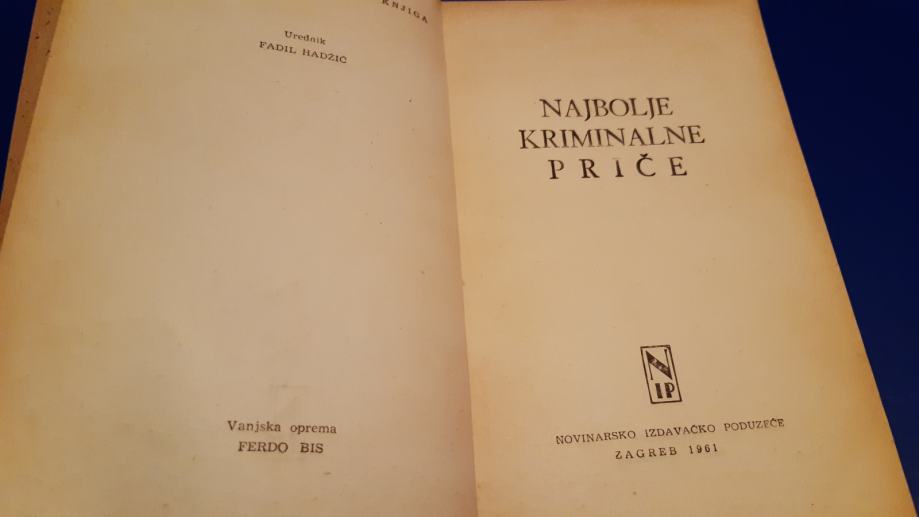 KNJIGA
Urednik
FADIL HADŽIĆ
Vanjska oprema
FERDO BIS
NAJBOLJE
KRIMINALNE
PRIČE
NIP
NOVINARSKO IZDAVAČKO PODUZEĆE
ZAGREB 1961